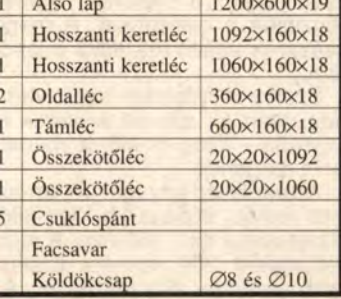 1 Alsó lap 1200×600×19
1 Hosszanti keretléc 1092×160×18
1 Hosszanti keretléc 1060×160×18
2 Oldalléc 360×160×18
1 Támléc 660×160×18
1 Összekötőléc 20×20×1092
1 Összekötőléc 20×20×1060
5 Csuklóspánt
Facsavar
Köldökcsap ∅8 és ∅10